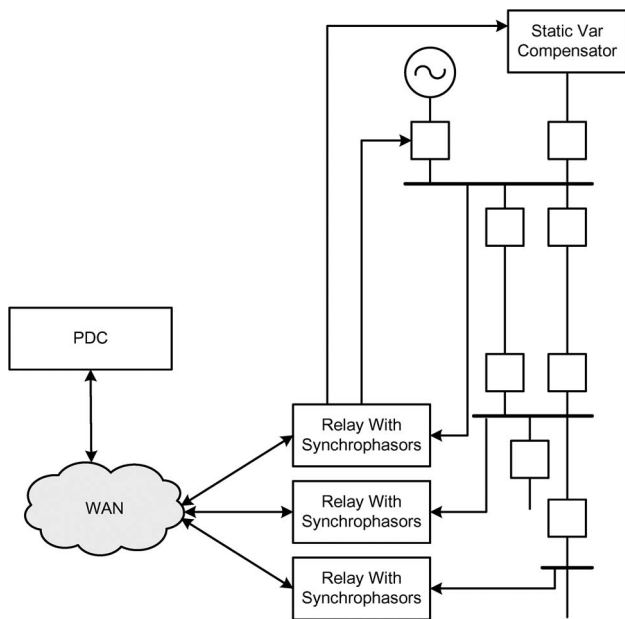 Static Var
Compensator
PDC
Relay With
Synchrophasors
WAN
Relay With
Synchrophasors
Relay With
Synchrophasors